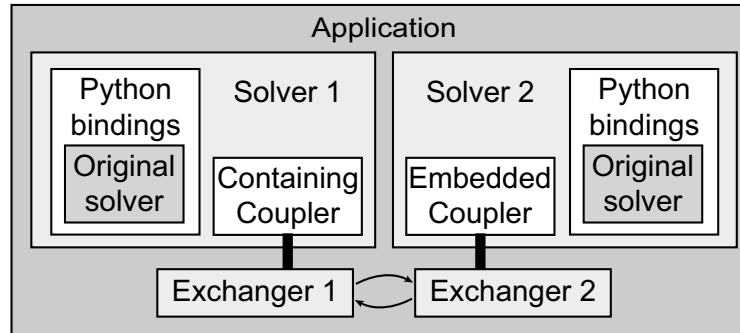 Application
Python
bindings
Original
solver
Solver 1
Containing
Coupler
Solver 2
Embedded
Coupler
Python
bindings
Original
solver
Exchanger 1
Exchanger 2